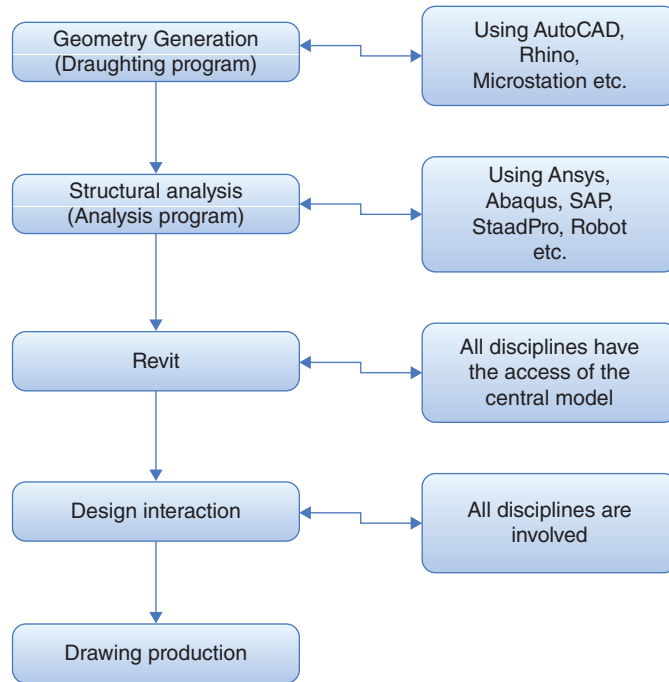 Geometry Generation
(Draughting program)
Using AutoCAD,
Rhino,
Microstation etc.
Structural analysis
(Analysis program)
Using Ansys,
Abaqus, SAP,
StaadPro, Robot
etc.
Revit
All disciplines have
the access of the
central model
Design interaction
All disciplines are
involved
Drawing production